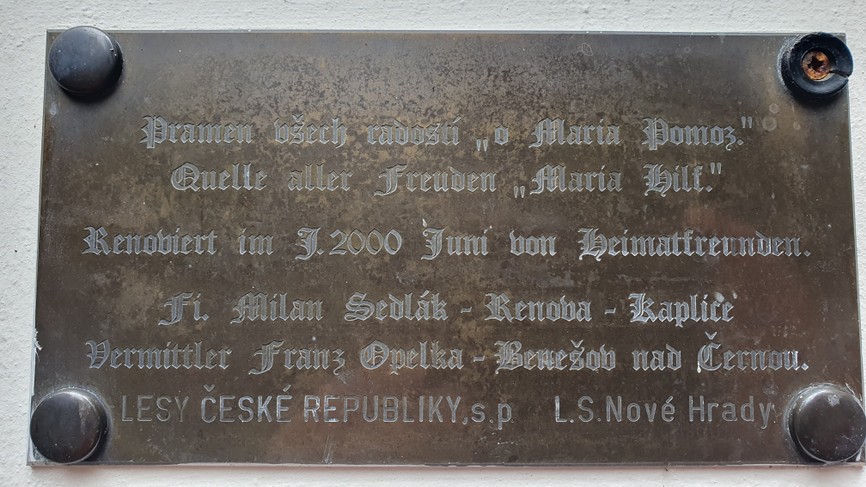 Pramen všech radostí „o Maria Pomoz."
Quelle aller Freuden „Maria Hilf."
Renoviert im J. 2000 Juni von Heimatfreunden.
Fi. Milan Sedlák - Renova - Kaplice
Vermittler Franz Opelka - Benešov nad Černou.
LESY ČESKÉ REPUBLIKY, s.p L.S. Nové Hrady